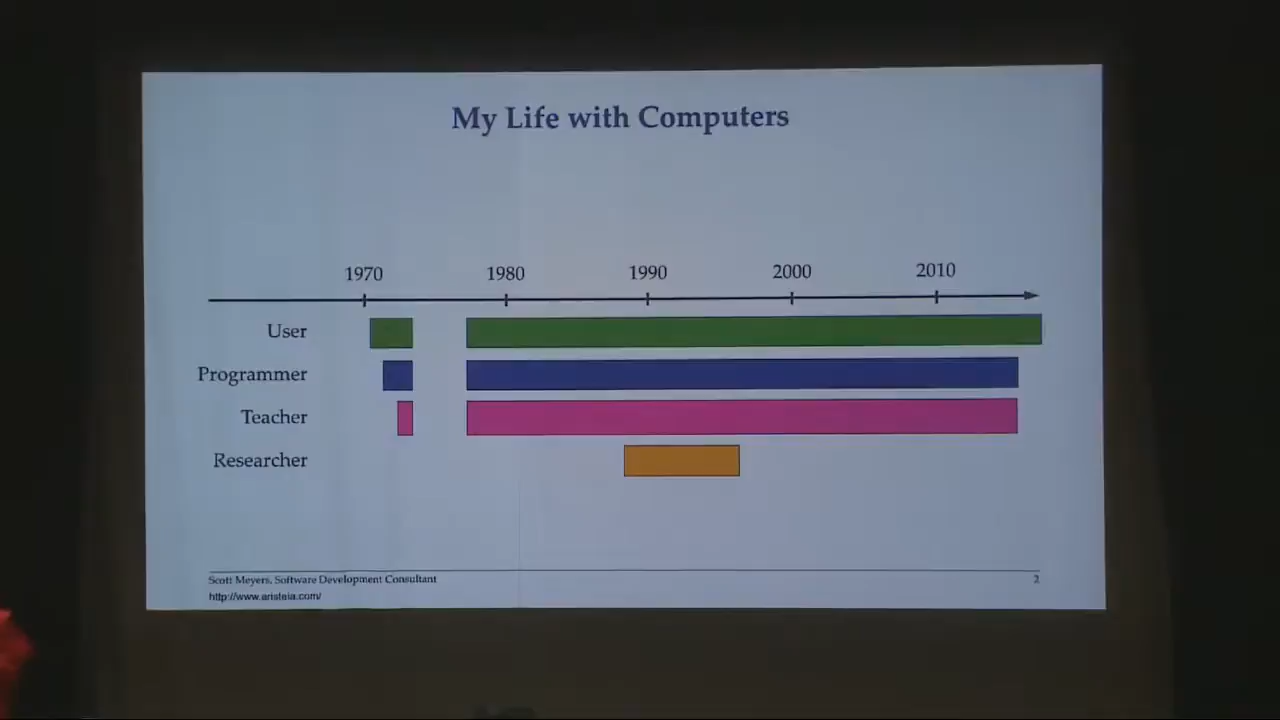 My Life with Computers
1970 1980 1990 2000 2010
User
Programmer
Teacher
Researcher
Scott Meyers, Software Development Consultant 2
http://www.aristeia.com/